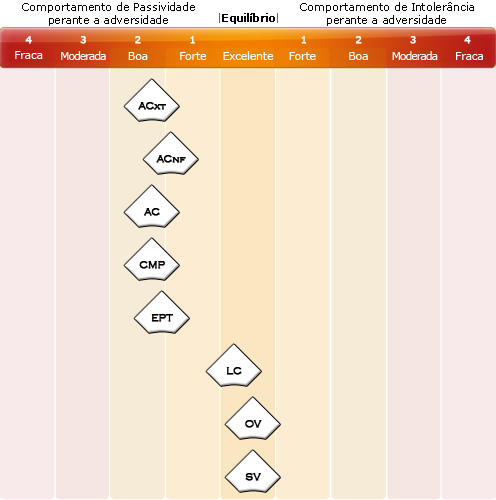 Comportamento de Passividade
perante a adversidade
|Equilíbrio|
Comportamento de Intolerância
perante a adversidade
4 3 2 1 1 2 3 4
Fraca Moderada Boa Forte Excelente Forte Boa Moderada Fraca
ACXT
ACNF
AC
CMP
EPT
LC
OV
SV